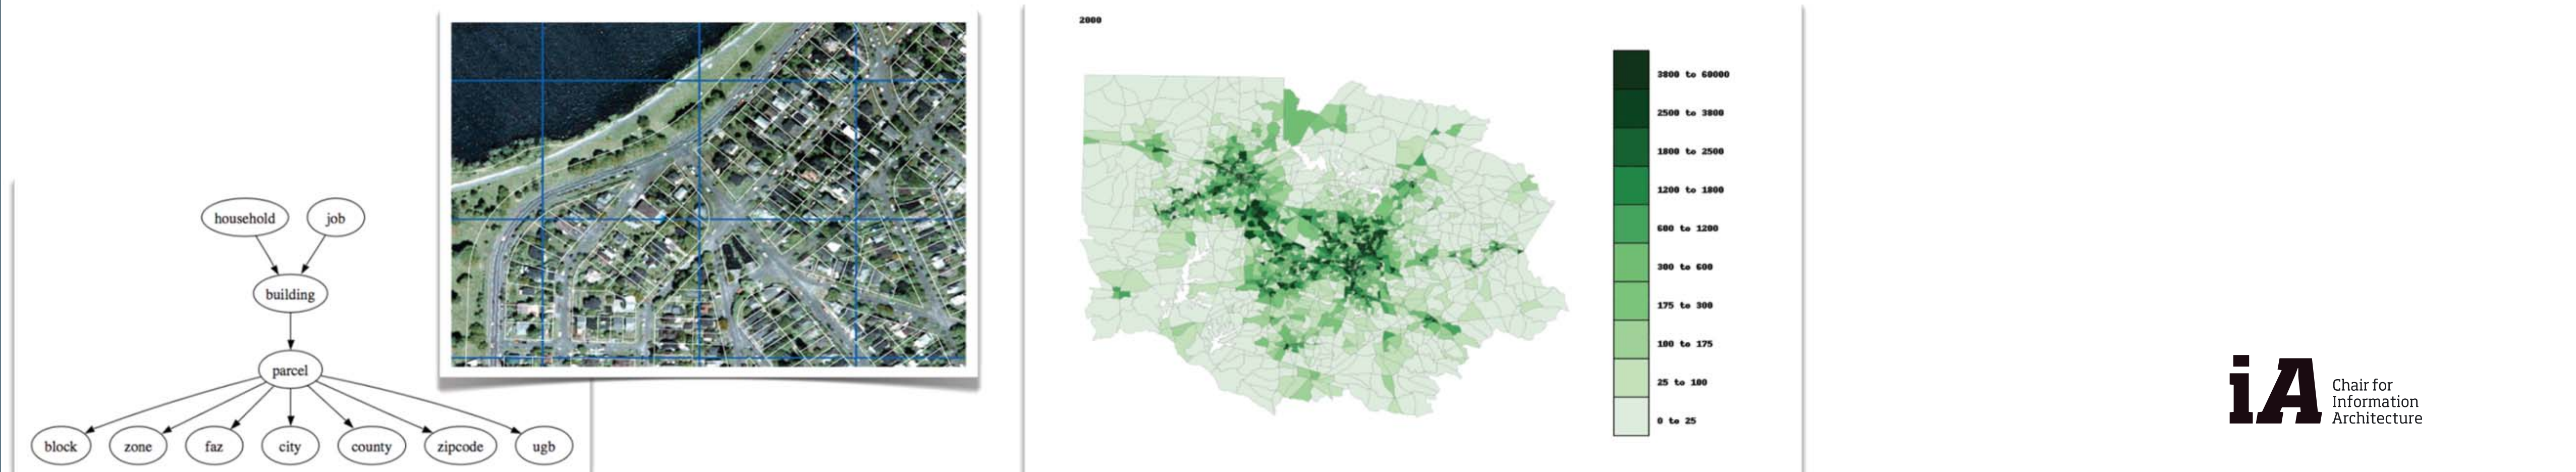 household
job
building
parcel
block
zone
faz
city
county
zipcode
ugb
2000
3800 to 60000
2500 to 3800
1800 to 2500
1200 to 1800
600 to 1200
300 to 600
175 to 300
100 to 175
25 to 100
0 to 25
iA
Chair for
Information
Architecture